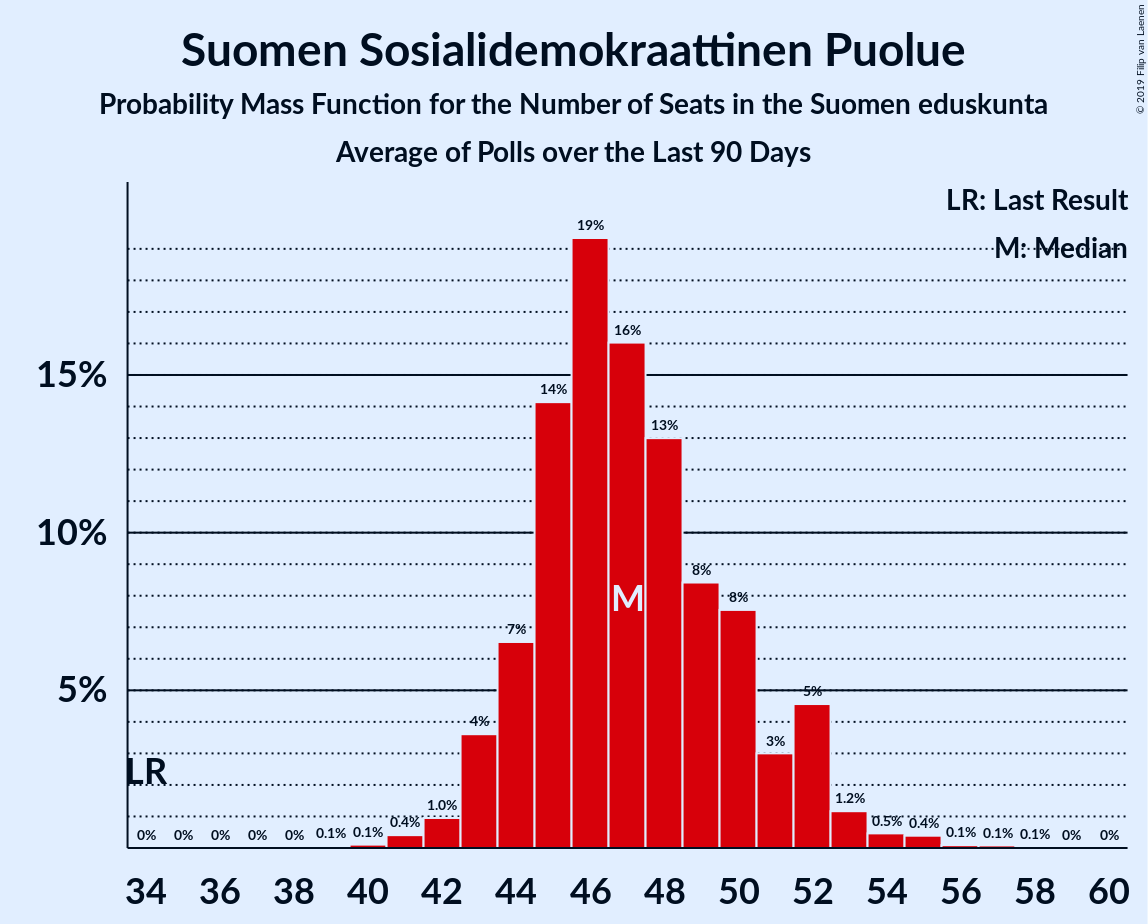 Suomen Sosialidemokraattinen Puolue
Probability Mass Function for the Number of Seats in the Suomen eduskunta
Average of Polls over the Last 90 Days
© 2019 Filip van Laenen
LR: Last Result
M: Median
19%
16%
15%
14%
13%
10%
8%
M
8%
7%
5%
5%
4%
3%
LR
1.0%
1.2%
0.4%
0.5%
0.4%
0% 0% 0% 0% 0% 0.1% 0.1% 0.1% 0.1% 0.1% 0% 0%
34 36 38 40 42 44 46 48 50 52 54 56 58 60